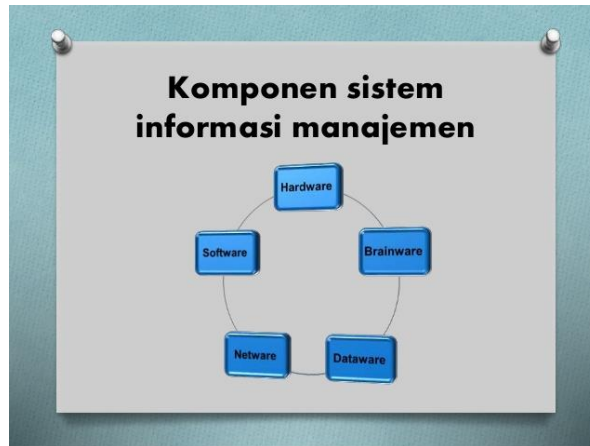 Komponen sistem
informasi manajemen
Hardware
Software
Brainware
Netware
Dataware